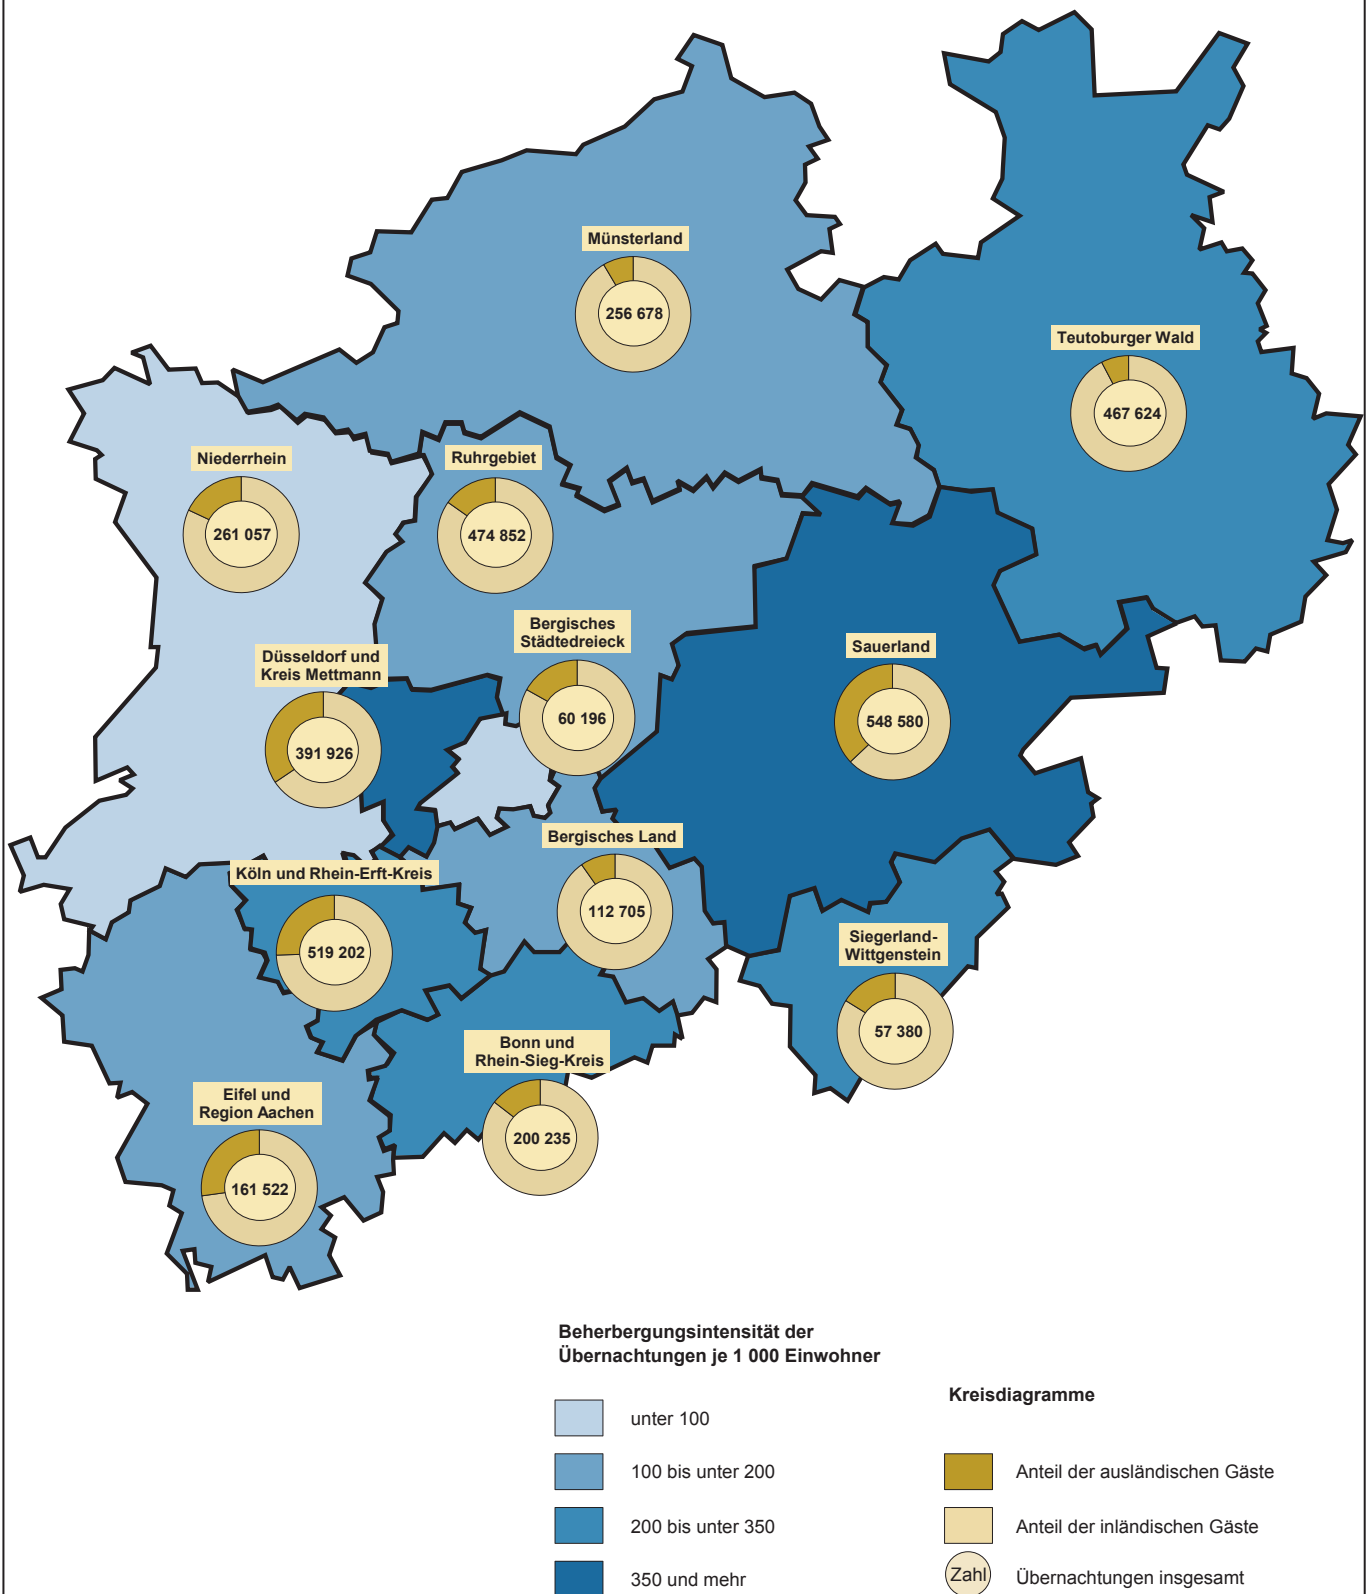 Münsterland
256 678
Teutoburger Wald
467 624
Niederrhein
261 057
Ruhrgebiet
474 852
Bergisches
Städtedreieck
60 196
Düsseldorf und
Kreis Mettmann
391 926
Sauerland
548 580
Bergisches Land
112 705
Köln und Rhein-Erft-Kreis
519 202
Siegerland-
Wittgenstein
57 380
Bonn und
Rhein-Sieg-Kreis
200 235
Eifel und
Region Aachen
161 522
Beherbergungsintensität der
Übernachtungen je 1 000 Einwohner
unter 100
100 bis unter 200
200 bis unter 350
350 und mehr
Kreisdiagramme
Anteil der ausländischen Gäste
Anteil der inländischen Gäste
Zahl Übernachtungen insgesamt